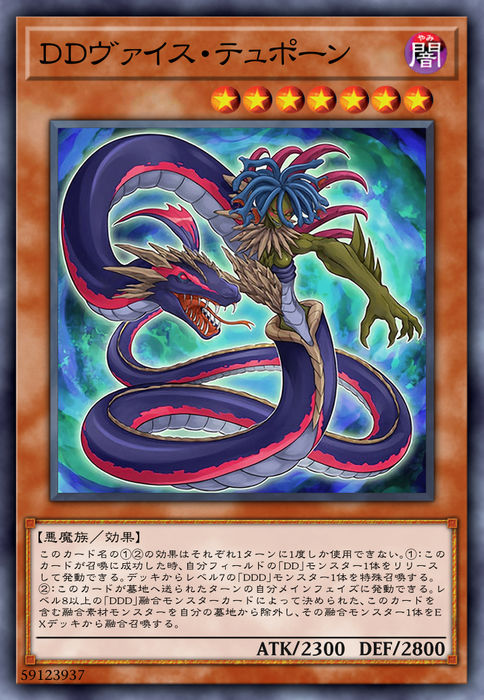 DDヴァイス・テュポーン
やみ
闇
【悪魔族／効果】
このカード名の①②の効果はそれぞれ1ターンに1度しか使用できない。①：この
カードが召喚に成功した時、自分フィールドの「DD」モンスター1体をリリース
して発動できる。デッキからレベル7の「DDD」モンスター1体を特殊召喚する。
②：このカードが墓地へ送られたターンの自分メインフェイズに発動できる。レ
ベル8以上の「DDD」融合モンスターカードによって決められた、このカードを
含む融合素材モンスターを自分の墓地から除外し、その融合モンスター1体をE
Xデッキから融合召喚する。
ATK/2300 DEF/2800
59123937